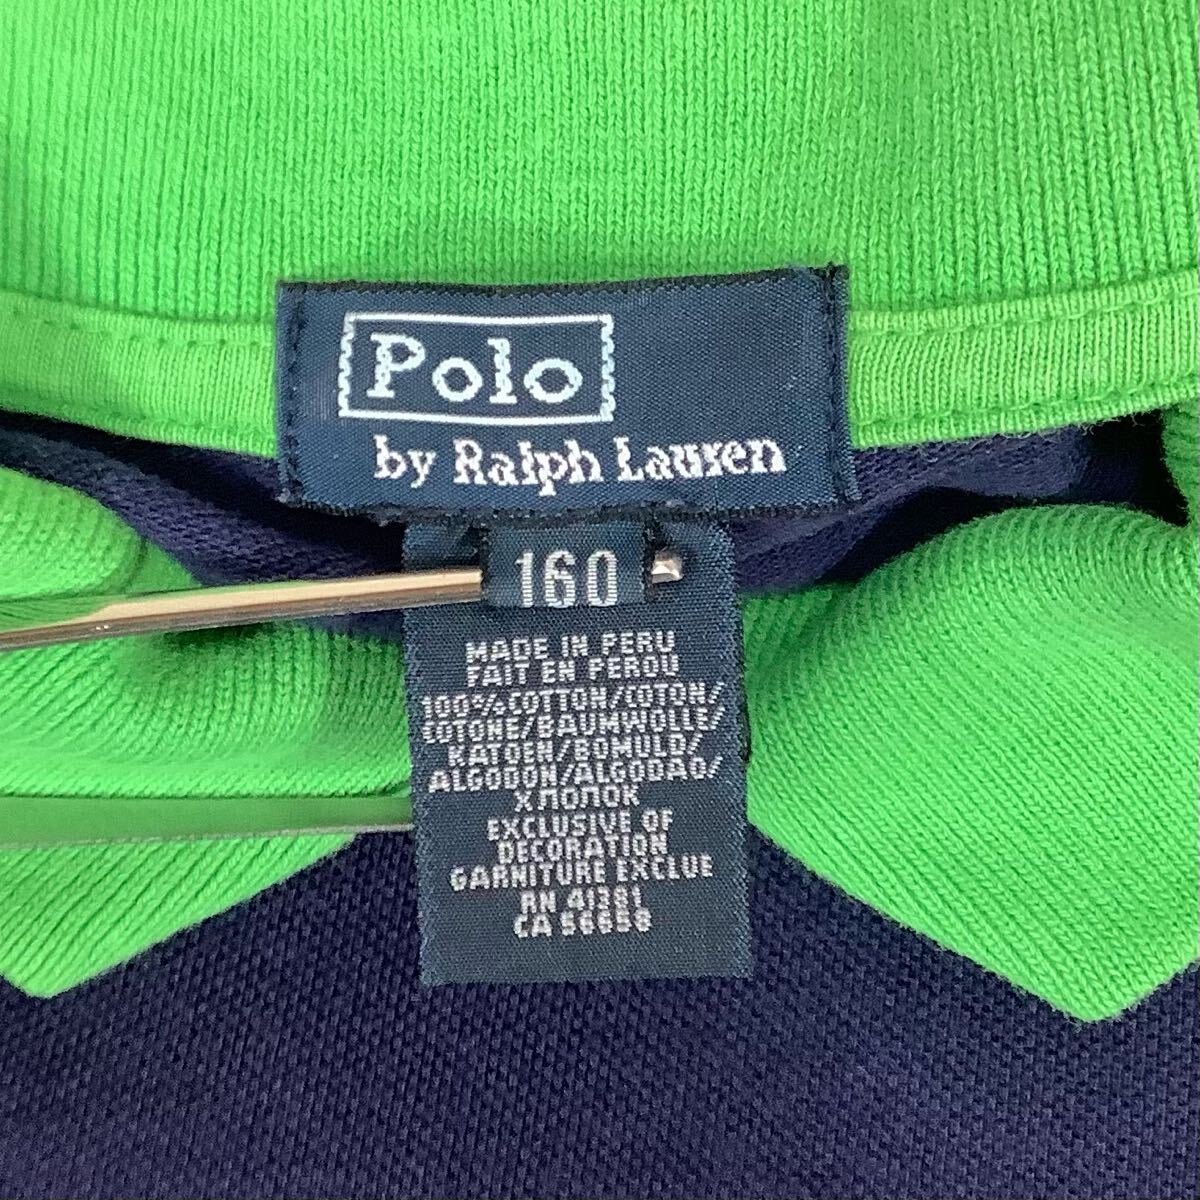 Polo
by Ralph Lauren
160
MADE IN PERU
FAIT EN PEROU
100% COTTON/COTON/
COTONE/BAUMWOLLE/
KATOEN/BOMULD/
ALGODON/ALGODAO/
ХЛОПОК
EXCLUSIVE OF
DECORATION
GARNITURE EXCLUE
RN 41381
CA 56656